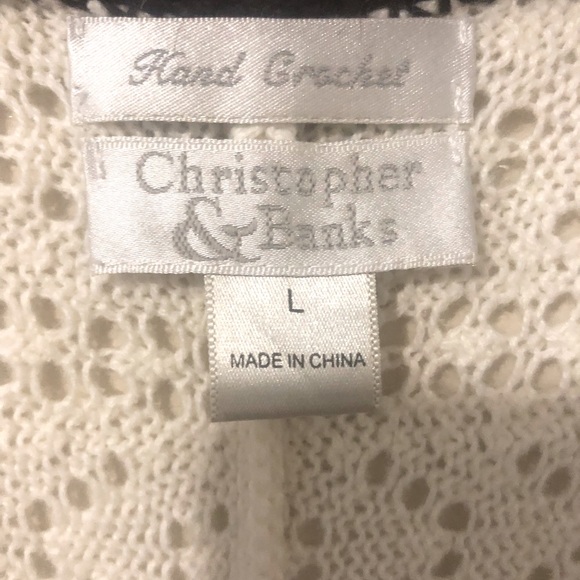 Hand Crochet
Christopher
& Banks
L
MADE IN CHINA